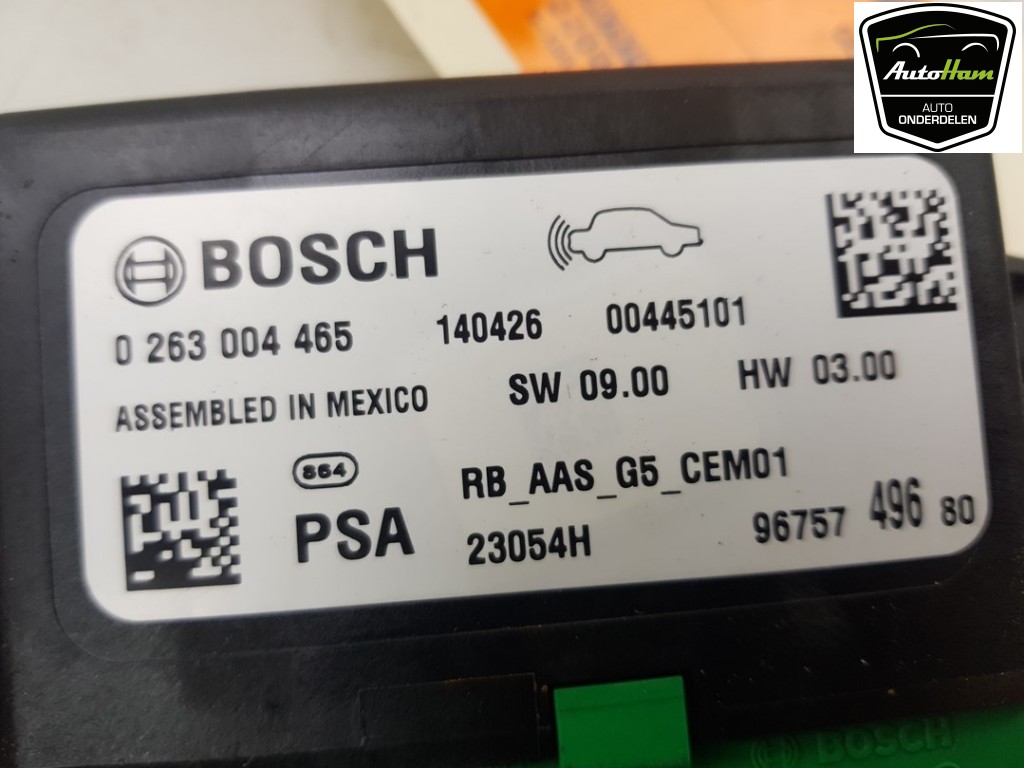 AutoHam
AUTO
ONDERDELEN
BOSCH
0 263 004 465 140426 00445101
ASSEMBLED IN MEXICO SW 09.00 HW 03.00
864 RB_AAS_G5_CEM01
PSA 23054H 96757 496 80
BOSCH